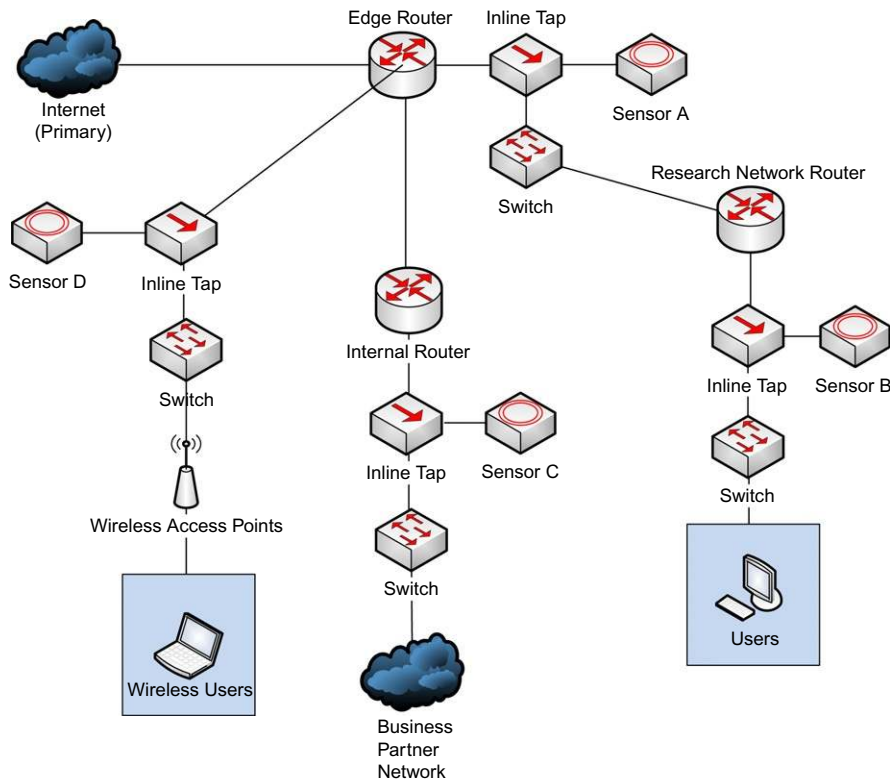 Edge Router
Inline Tap
Internet
(Primary)
Sensor A
Switch
Research Network Router
Sensor D
Inline Tap
Internal Router
Switch
Inline Tap
Sensor B
Inline Tap
Sensor C
Switch
Wireless Access Points
Switch
Users
Wireless Users
Business
Partner
Network